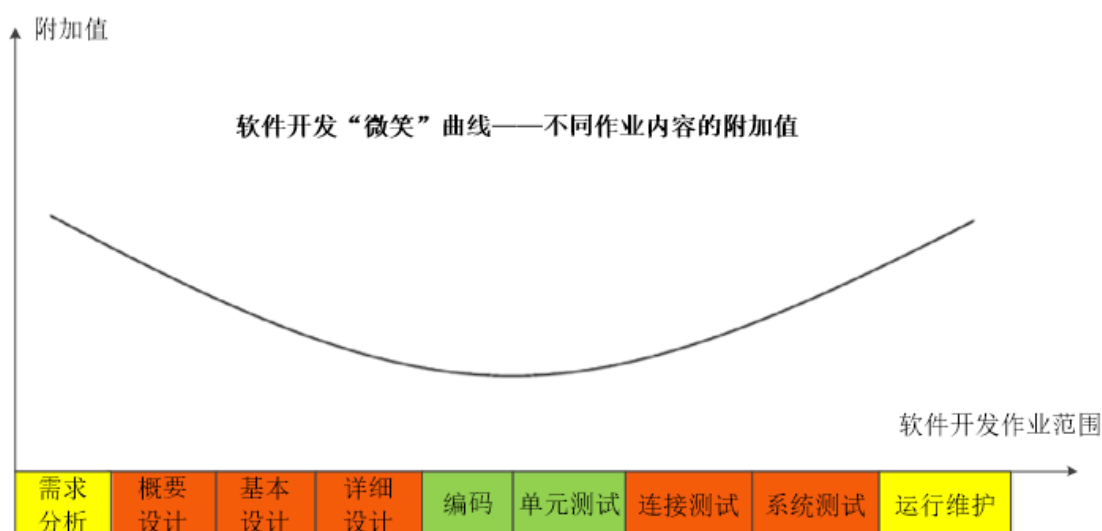 附加值
软件开发“微笑”曲线——不同作业内容的附加值
软件开发作业范围
需求
分析
概要
设计
基本
设计
详细
设计
编码
单元测试
连接测试
系统测试
运行维护